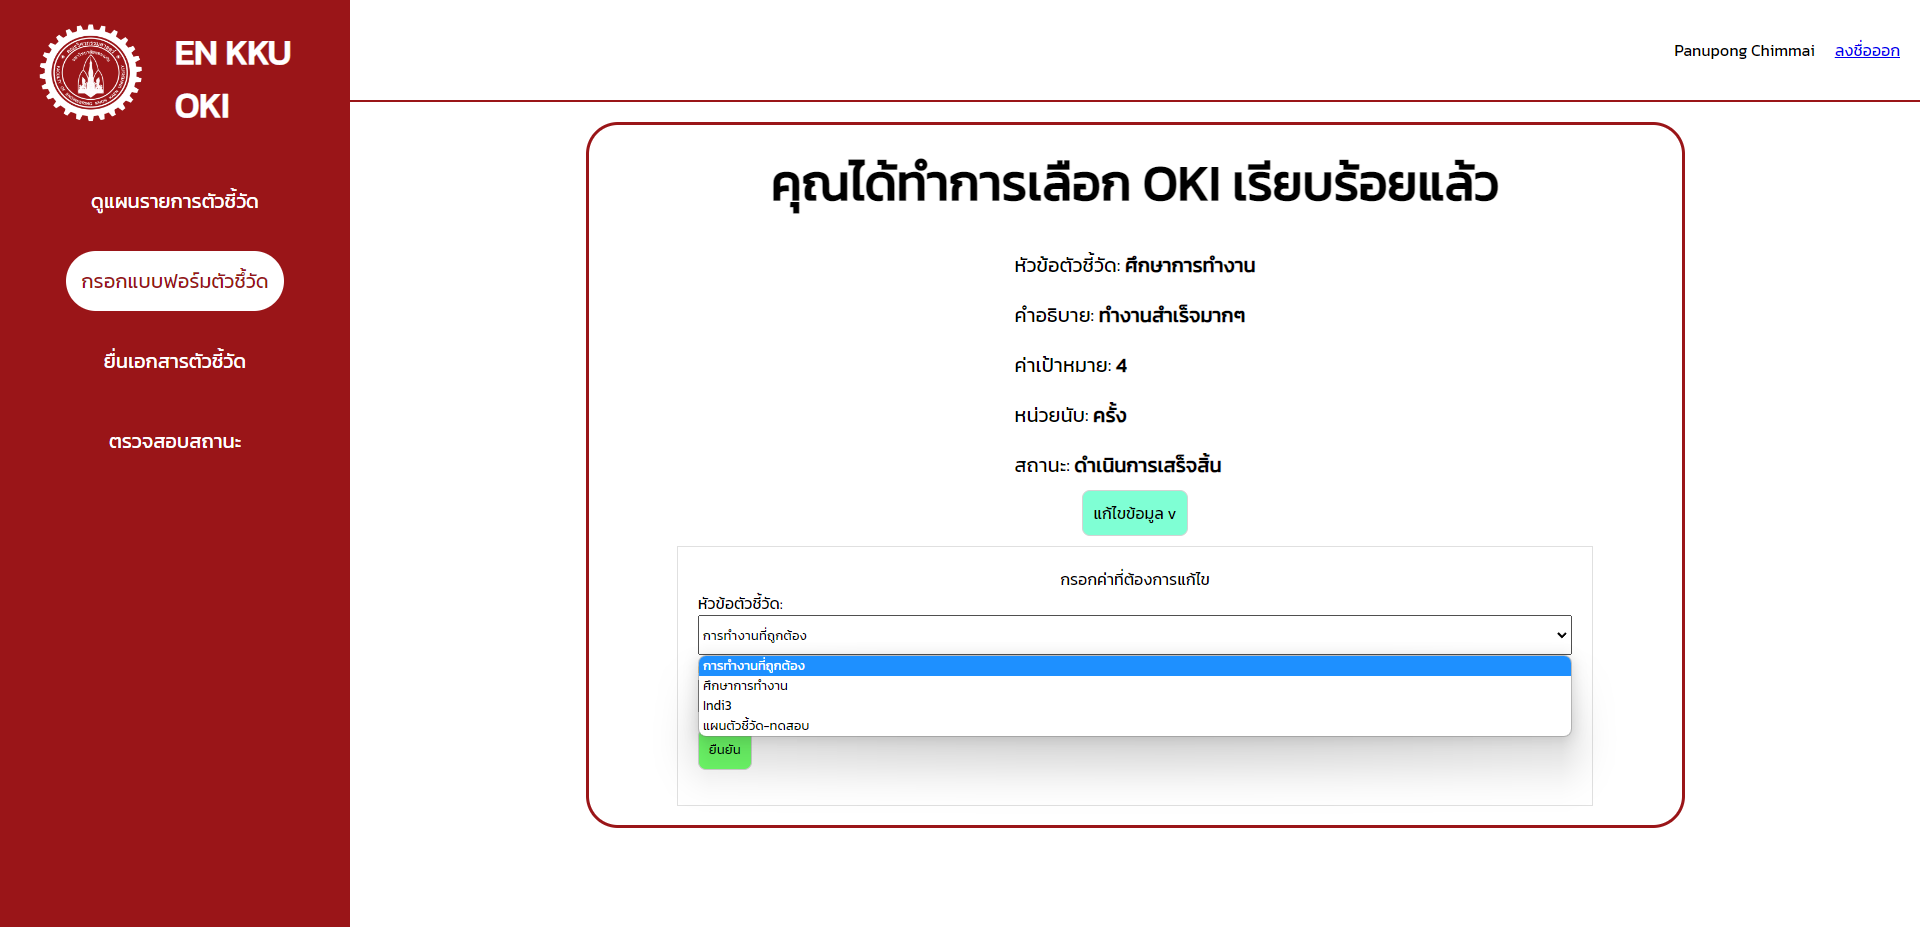 EN KKU
OKI
ดูแผนรายการตัวชี้วัด
กรอกแบบฟอร์มตัวชี้วัด
ยื่นเอกสารตัวชี้วัด
ตรวจสอบสถานะ
Panupong Chimmai ลงชื่อออก
คุณได้ทำการเลือก OKI เรียบร้อยแล้ว
หัวข้อตัวชี้วัด: ศึกษาการทำงาน
คำอธิบาย: ทำงานสำเร็จมากๆ
ค่าเป้าหมาย: 4
หน่วยนับ: ครั้ง
สถานะ: ดำเนินการเสร็จสิ้น
แก้ไขข้อมูล v
กรอกค่าที่ต้องการแก้ไข
หัวข้อตัวชี้วัด:
การทำงานที่ถูกต้อง
การทำงานที่ถูกต้อง
ศึกษาการทำงาน
Indi3
แผนตัวชี้วัด-ทดสอบ
ยืนยัน